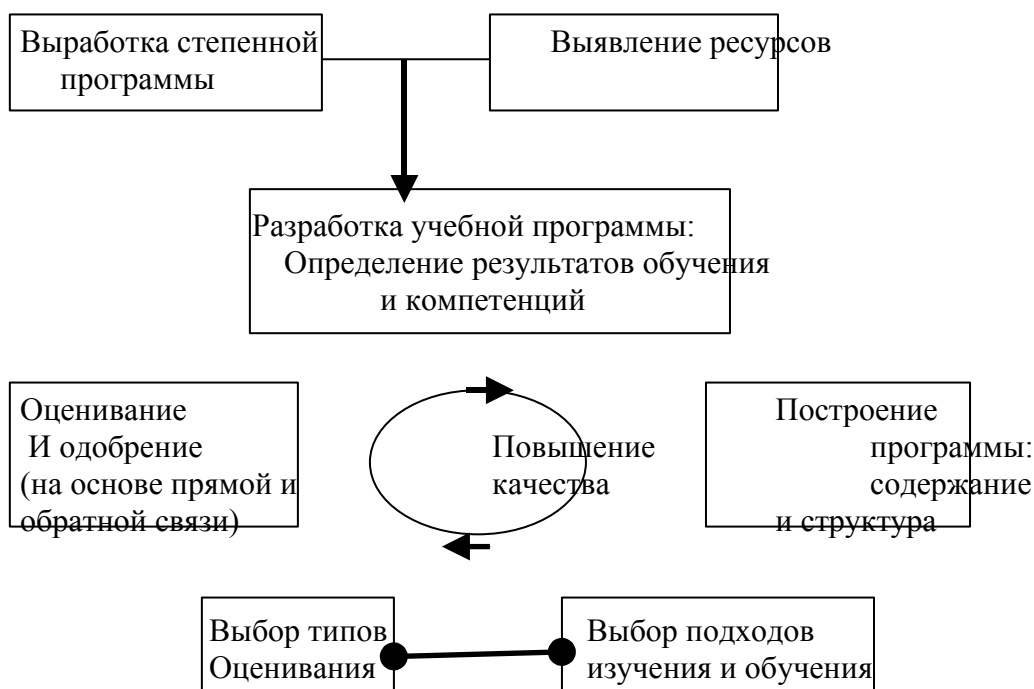 Выработка степенной
программы
Выявление ресурсов
Разработка учебной программы:
Определение результатов обучения
и компетенций
Оценивание
И одобрение
(на основе прямой и
обратной связи)
Повышение
качества
Построение
программы:
содержание
и структура
Выбор типов
Оценивания
Выбор подходов
изучения и обучения